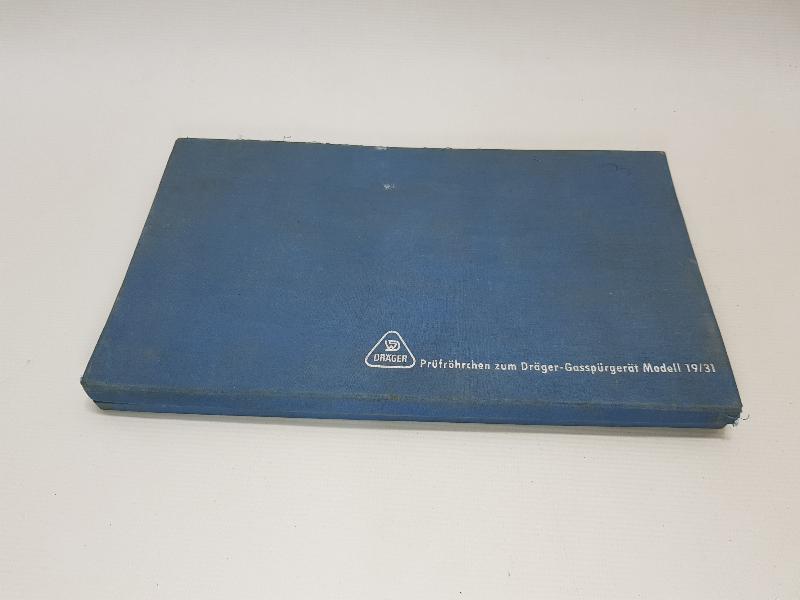 DRÄGER
Prüfröhrchen zum Dräger-Gasspürgerät Modell 19/31